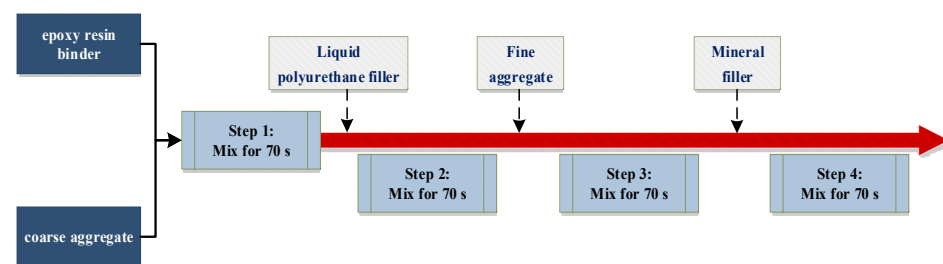 epoxy resin
binder
coarse aggregate
Step 1:
Mix for 70 s
Liquid
polyurethane filler
Step 2:
Mix for 70 s
Fine
aggregate
Step 3:
Mix for 70 s
Mineral
filler
Step 4:
Mix for 70 s